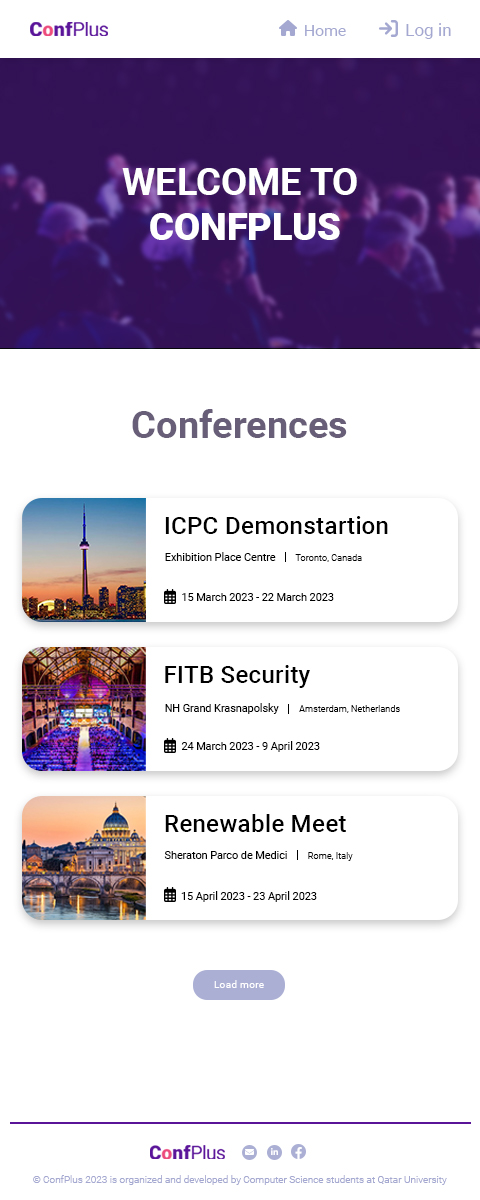 ConfPlus Home Log in
WELCOME TO
CONFPLUS
Conferences
ICPC Demonstartion
Exhibition Place Centre | Toronto, Canada
15 March 2023 - 22 March 2023
FITB Security
NH Grand Krasnapolsky | Amsterdam, Netherlands
24 March 2023 - 9 April 2023
Renewable Meet
Sheraton Parco de Medici | Rome, Italy
15 April 2023 - 23 April 2023
Load more
ConfPlus
© ConfPlus 2023 is organized and developed by Computer Science students at Qatar University